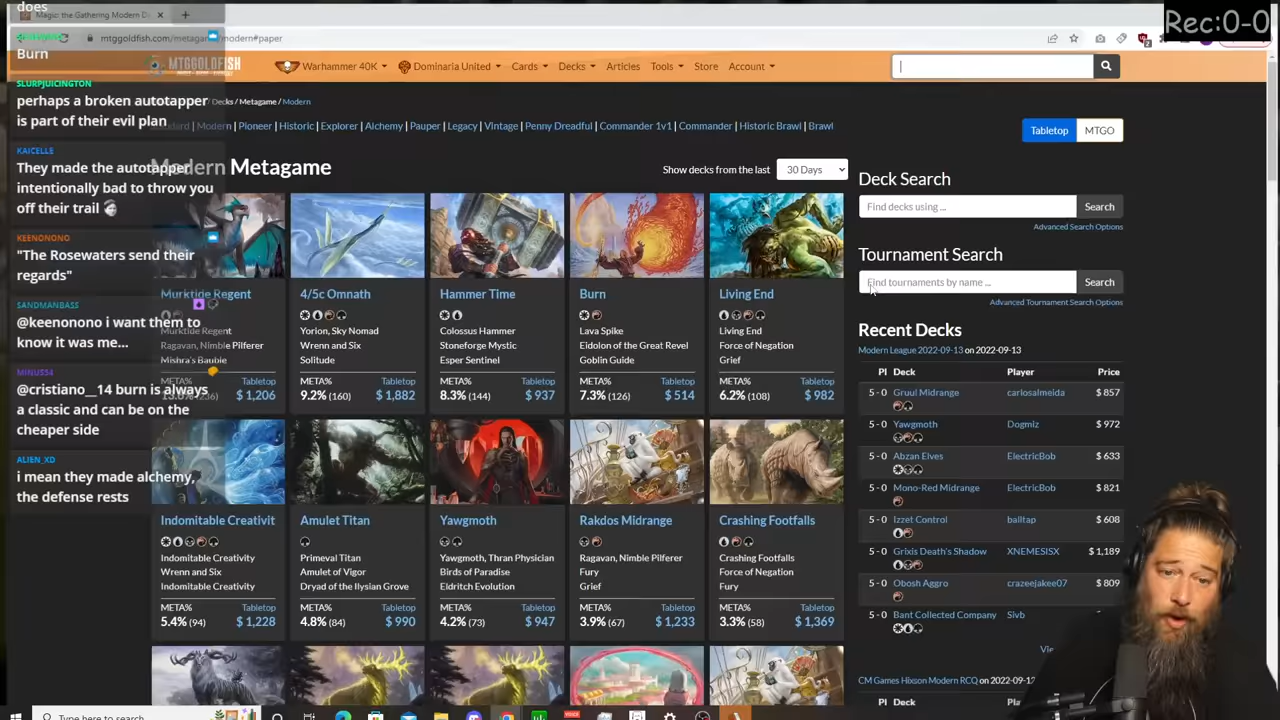 does
Burn
SLURPJUICINGTON
perhaps a broken autotapper
is part of their evil plan
KAICELLE
They made the autotapper
intentionally bad to throw you
off their trail
KEENONONO
"The Rosewaters send their
regards"
SANDMANBASS
@keenonono i want them to
know it was me...
MINUS54
@cristiano__14 burn is always
a classic and can be on the
cheaper side
ALIEN_XD
i mean they made alchemy,
the defense rests
Rec:0-0
Magic: the Gathering Modern D
mtggoldfish.com/metagame/modern#paper
MTGGOLDFISH
Warhammer 40K
Dominaria United
Cards
Decks
Articles
Tools
Store
Account
Decks / Metagame / Modern
Modern | Pioneer | Historic | Explorer | Alchemy | Pauper | Legacy | Vintage | Penny Dreadful | Commander 1v1 | Commander | Historic Brawl | Brawl
Tabletop MTGO
Modern Metagame
Show decks from the last 30 Days
Murktide Regent
Murktide Regent
Ragavan, Nimble Pilferer
Mishra's Bauble
META% Tabletop
$ 1,206
4/5c Omnath
Yorion, Sky Nomad
Wrenn and Six
Solitude
META% Tabletop
9.2% (160) $ 1,882
Hammer Time
Colossus Hammer
Stoneforge Mystic
Esper Sentinel
META% Tabletop
8.3% (144) $ 937
Burn
Lava Spike
Eidolon of the Great Revel
Goblin Guide
META% Tabletop
7.3% (126) $ 514
Living End
Living End
Force of Negation
Grief
META% Tabletop
6.2% (108) $ 982
Indomitable Creativit
Indomitable Creativity
Wrenn and Six
Indomitable Creativity
META% Tabletop
5.4% (94) $ 1,228
Amulet Titan
Primeval Titan
Amulet of Vigor
Dryad of the Ilysian Grove
META% Tabletop
4.8% (84) $ 990
Yawgmoth
Yawgmoth, Thran Physician
Birds of Paradise
Eldritch Evolution
META% Tabletop
4.2% (73) $ 947
Rakdos Midrange
Ragavan, Nimble Pilferer
Fury
Grief
META% Tabletop
3.9% (67) $ 1,233
Crashing Footfalls
Crashing Footfalls
Force of Negation
Fury
META% Tabletop
3.3% (58) $ 1,369
Deck Search
Find decks using ... Search
Advanced Search Options
Tournament Search
Find tournaments by name ... Search
Advanced Tournament Search Options
Recent Decks
Modern League 2022-09-13 on 2022-09-13
Pl Deck Player Price
5 - 0 Gruul Midrange carlosalmeida $ 857
5 - 0 Yawgmoth Dogmlz $ 972
5 - 0 Abzan Elves ElectricBob $ 633
5 - 0 Mono-Red Midrange ElectricBob $ 821
5 - 0 Izzet Control balltap $ 608
5 - 0 Grixis Death's Shadow XNEMESISX $ 1,189
5 - 0 Obosh Aggro crazeejakee07 $ 809
5 - 0 Bant Collected Company Slvb
Vie
CM Games Hixson Modern RCQ on 2022-09-12
Pl Deck Player
Type here to search